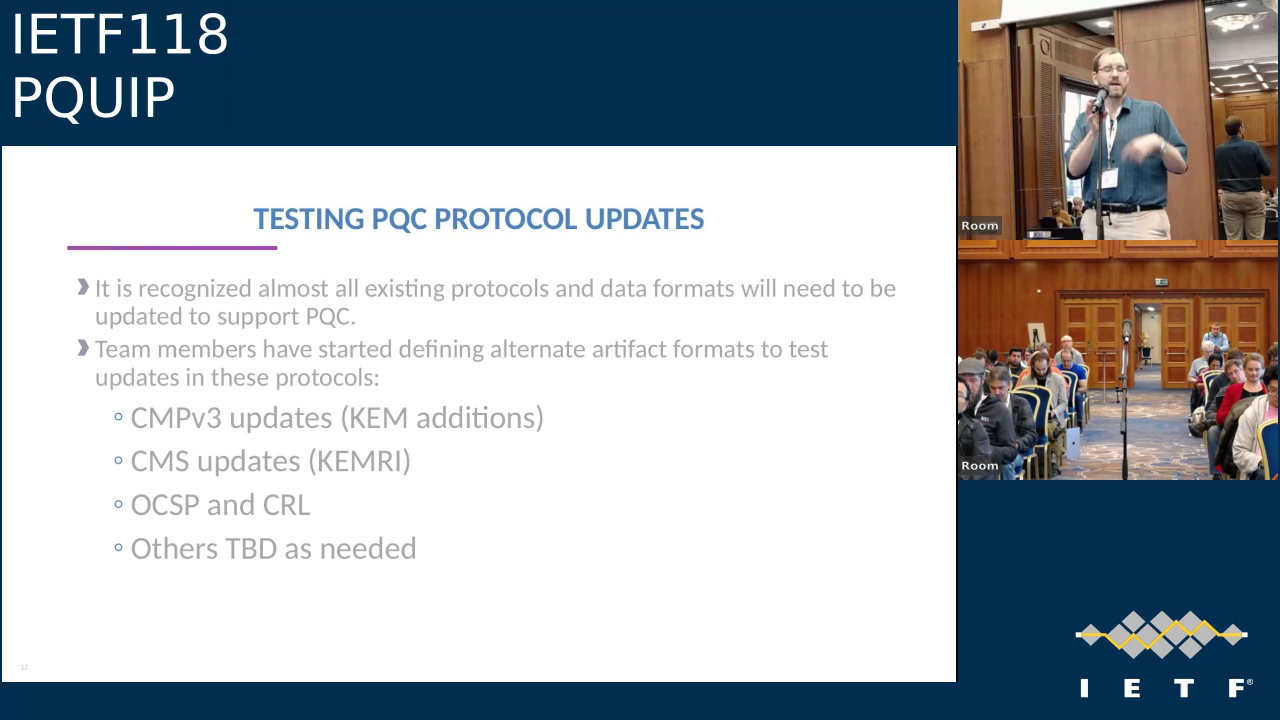 IETF118
PQUIP
TESTING PQC PROTOCOL UPDATES
❱ It is recognized almost all existing protocols and data formats will need to be
updated to support PQC.
❱ Team members have started defining alternate artifact formats to test
updates in these protocols:
◦ CMPv3 updates (KEM additions)
◦ CMS updates (KEMRI)
◦ OCSP and CRL
◦ Others TBD as needed
12
Room
Room
I E T F®